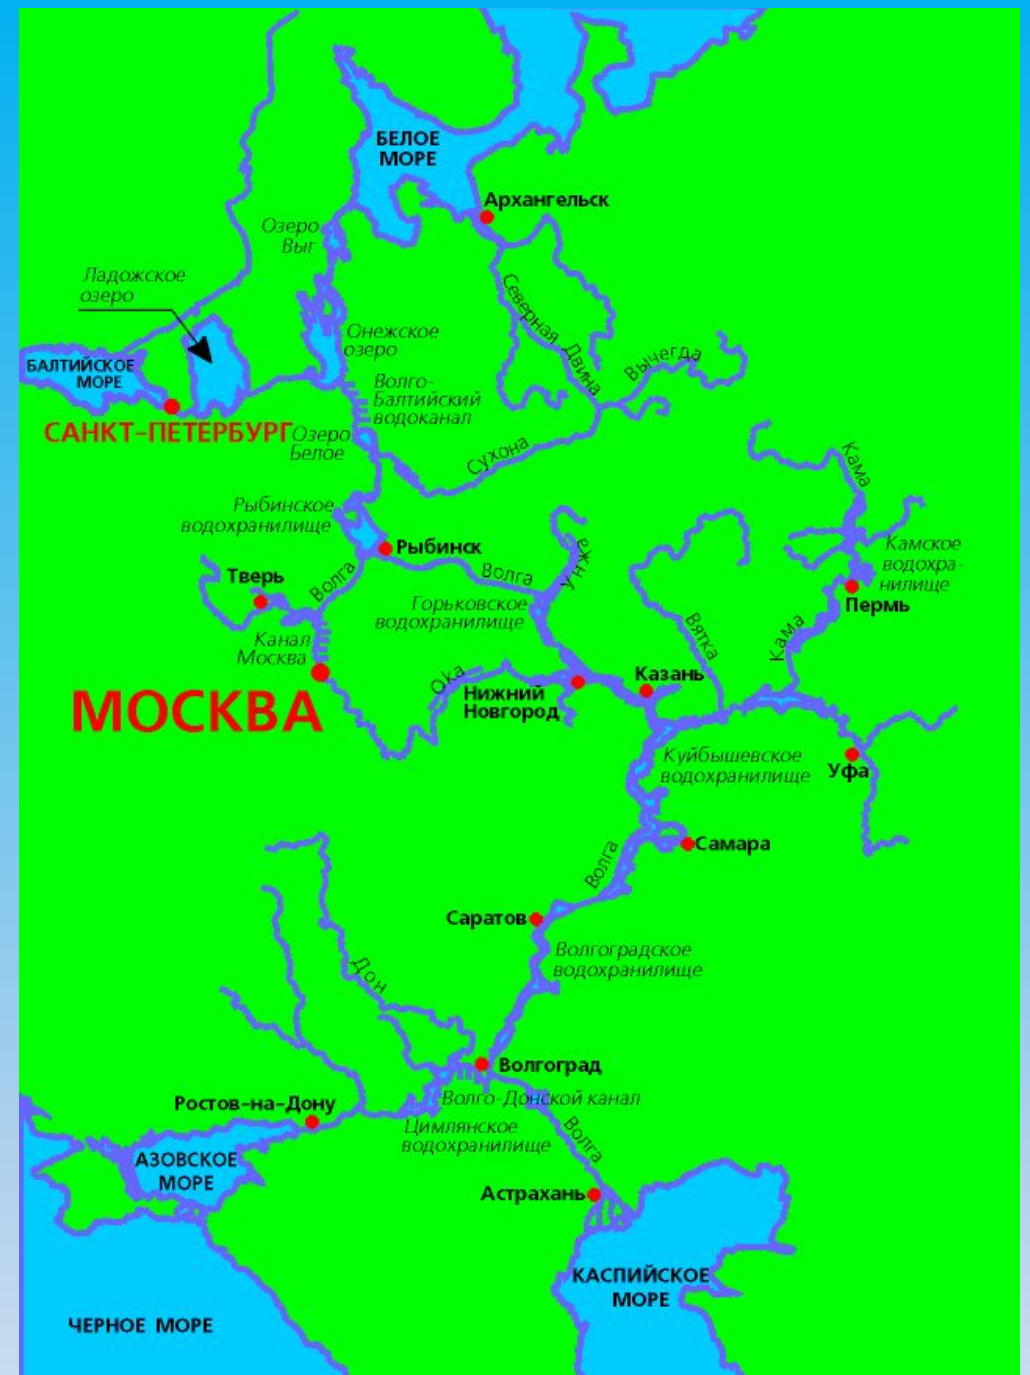 БЕЛОЕ
МОРЕ
Архангельск
Озеро
Выг
Ладожское
озеро
Северная Двина
Онежское
озеро
БАЛТИЙСКОЕ
МОРЕ
Вычегда
Волго-
Балтийский
водоканал
САНКТ-ПЕТЕРБУРГ
Озеро
Белое
Сухона
Кама
Рыбинское
водохранилище
Рыбинск
Унжа
Камское
водохра-
нилище
Тверь
Волга
Волга
Пермь
Горьковское
водохранилище
Канал
Москва
Вятка
Кама
Ока
Казань
Нижний
Новгород
МОСКВА
Куйбышевское
водохранилище
Уфа
Самара
Волга
Саратов
Волгоградское
водохранилище
Дон
Волгоград
Волго-Донской канал
Ростов-на-Дону
Цимлянское
водохранилище
Волга
АЗОВСКОЕ
МОРЕ
Астрахань
КАСПИЙСКОЕ
МОРЕ
ЧЕРНОЕ МОРЕ